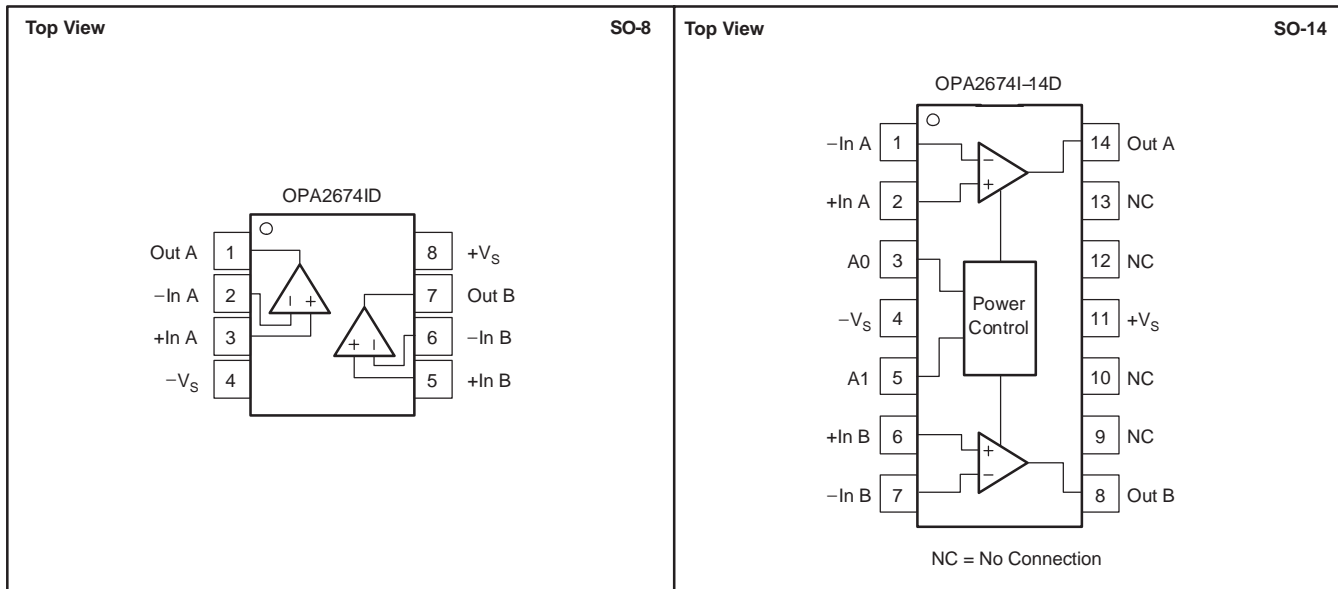 Top View SO-8
OPA2674ID
Out A 1 8 +VS
−In A 2 7 Out B
+In A 3 6 −In B
−VS 4 5 +In B
− +
+ −
Top View SO-14
OPA2674I–14D
−In A 1 − 14 Out A
+In A 2 + 13 NC
A0 3 12 NC
−VS 4 Power Control 11 +VS
A1 5 10 NC
+In B 6 + 9 NC
−In B 7 − 8 Out B
NC = No Connection